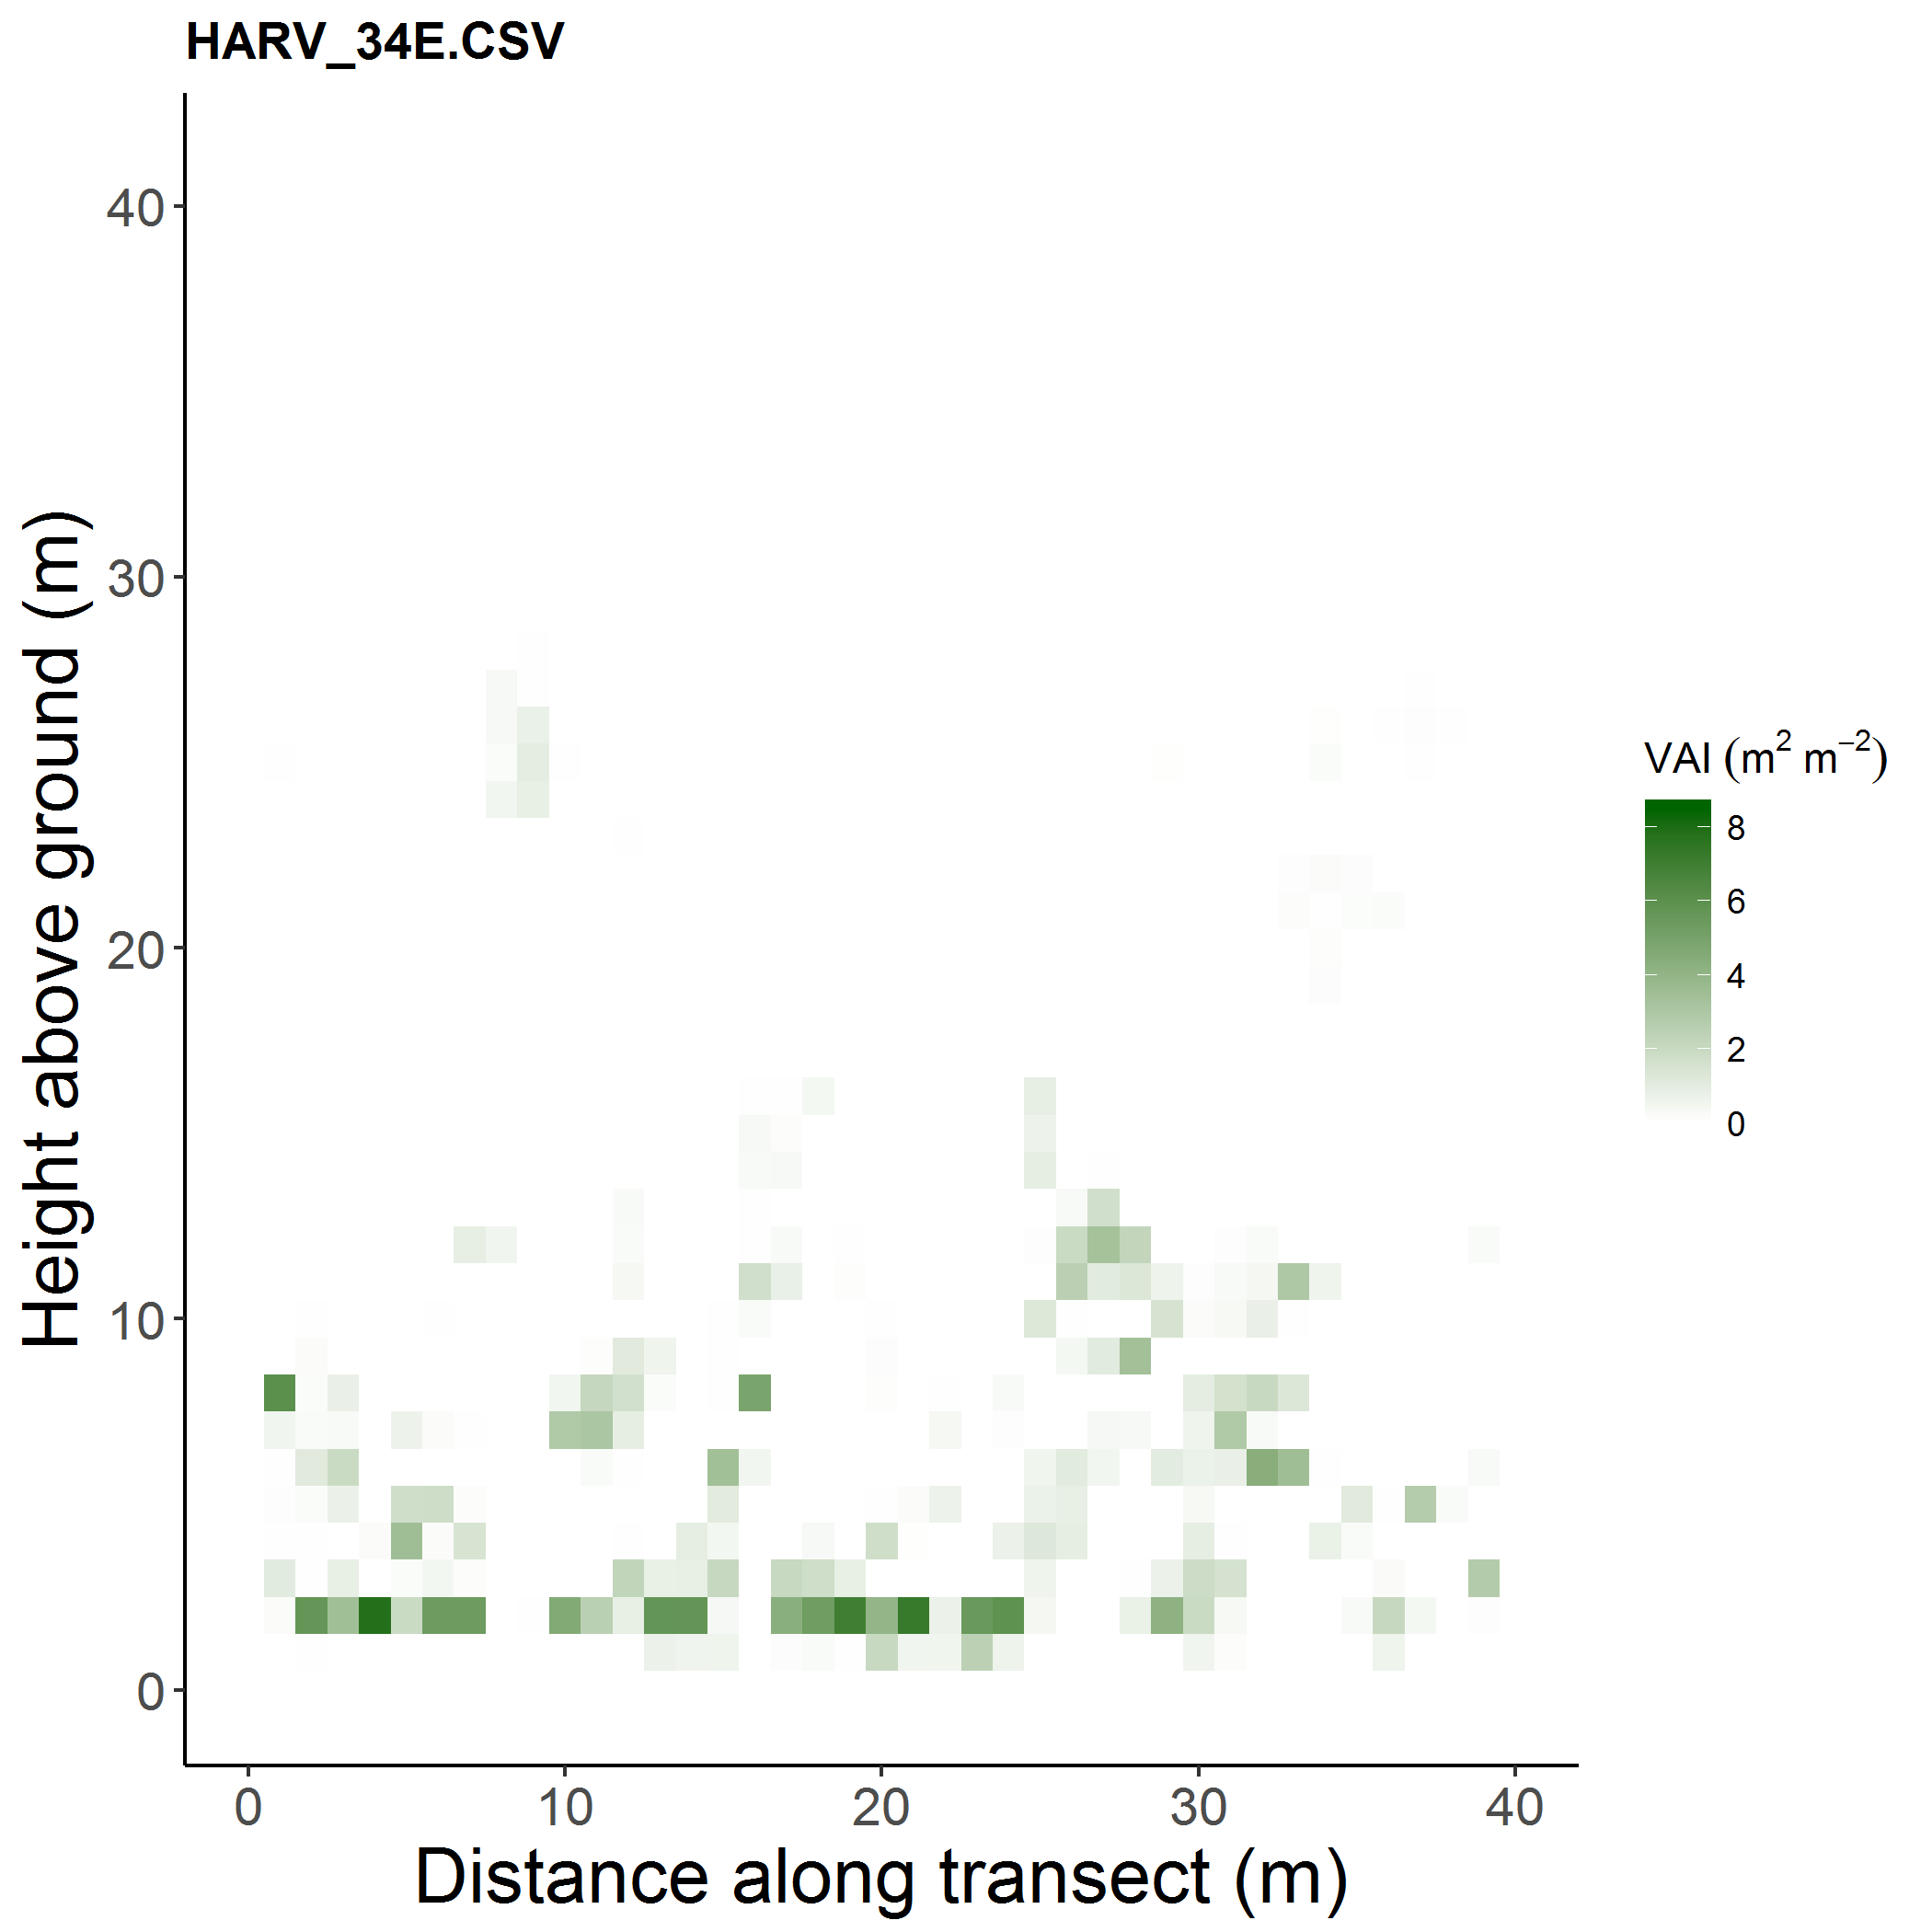 HARV_34E.CSV
40
30
20
10
0
Height above ground (m)
0 10 20 30 40
Distance along transect (m)
VAI (m² m⁻²)
8
6
4
2
0